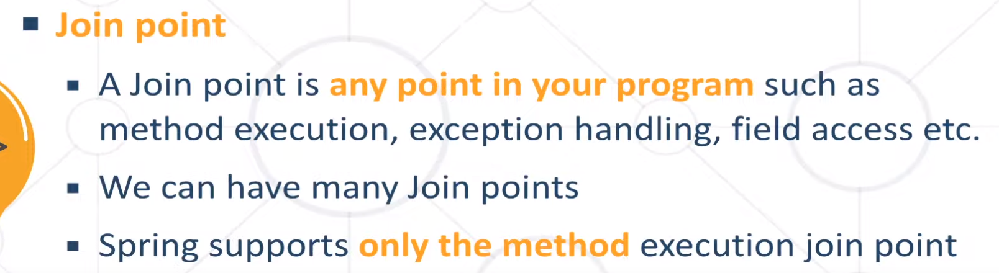 Join point
A Join point is any point in your program such as
method execution, exception handling, field access etc.
We can have many Join points
Spring supports only the method execution join point